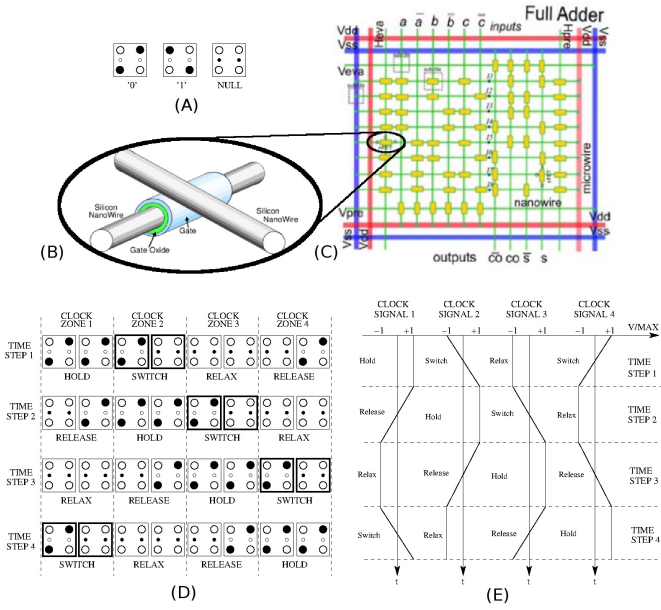 '0' '1' NULL
(A)
Silicon
NanoWire
Gate Oxide
Gate
Silicon
NanoWire
(B)
Full Adder
Heva a a b b c c Hpre
inputs
Vdd
Vss
Vdd
Vss
Veva
microwire
nanowire
Vpre
Vss
Vdd
Vdd
Vss
outputs co co s s
(C)
CLOCK ZONE 1 CLOCK ZONE 2 CLOCK ZONE 3 CLOCK ZONE 4
TIME STEP 1
HOLD SWITCH RELAX RELEASE
TIME STEP 2
RELEASE HOLD SWITCH RELAX
TIME STEP 3
RELAX RELEASE HOLD SWITCH
TIME STEP 4
SWITCH RELAX RELEASE HOLD
(D)
CLOCK SIGNAL 1 CLOCK SIGNAL 2 CLOCK SIGNAL 3 CLOCK SIGNAL 4
−1 +1 −1 +1 −1 +1 −1 +1 V/MAX
Hold Switch Relax Switch TIME STEP 1
Release Hold Switch Relax TIME STEP 2
Relax Release Hold Release TIME STEP 3
Switch Relax Release Hold TIME STEP 4
t t t t
(E)